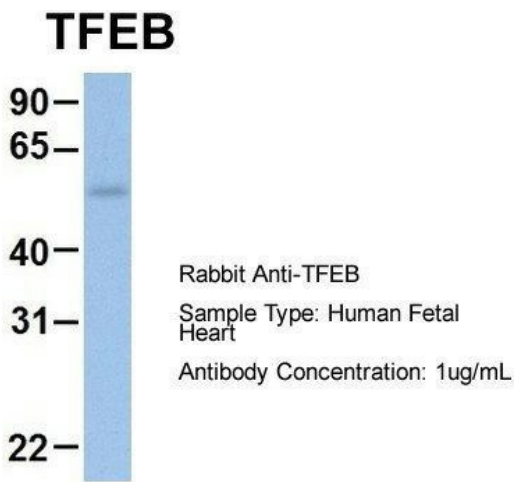 TFEB
90
65
40
Rabbit Anti-TFEB
31
Sample Type: Human Fetal
Heart
Antibody Concentration: 1ug/mL
22